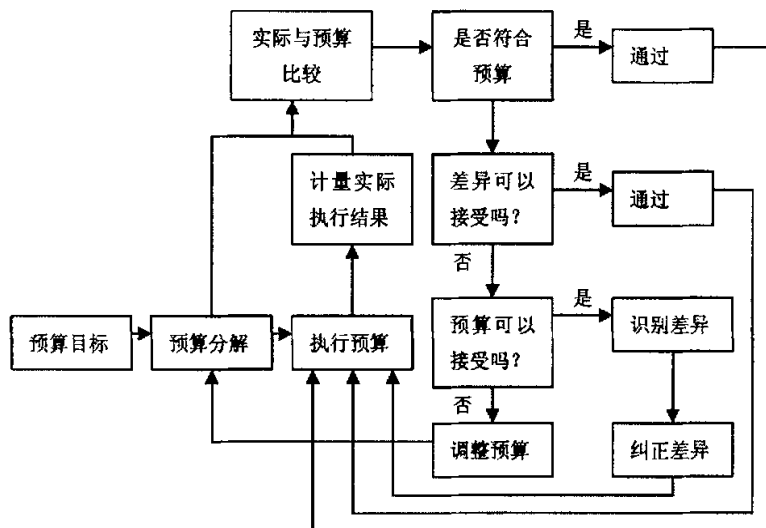 实际与预算
比较
是否符合
预算
是
通过
计量实际
执行结果
差异可以
接受吗?
是
通过
否
预算目标
预算分解
执行预算
预算可以
接受吗?
是
识别差异
否
调整预算
纠正差异